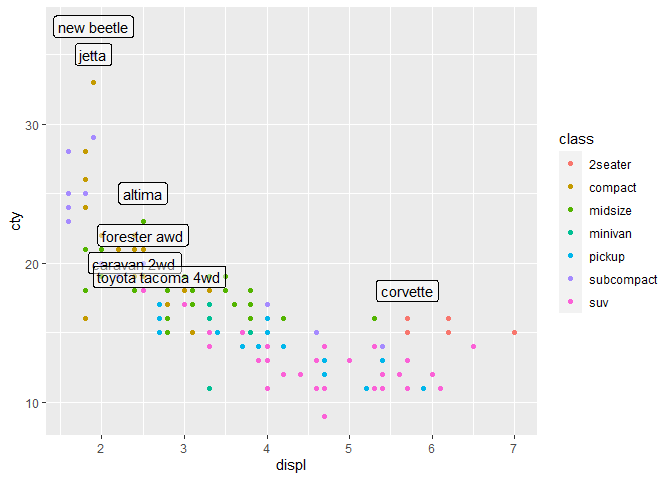 new beetle
jetta
altima
forester awd
caravan 2wd
toyota tacoma 4wd
corvette
30
20
10
cty
2
3
4
5
6
7
displ
class
2seater
compact
midsize
minivan
pickup
subcompact
suv